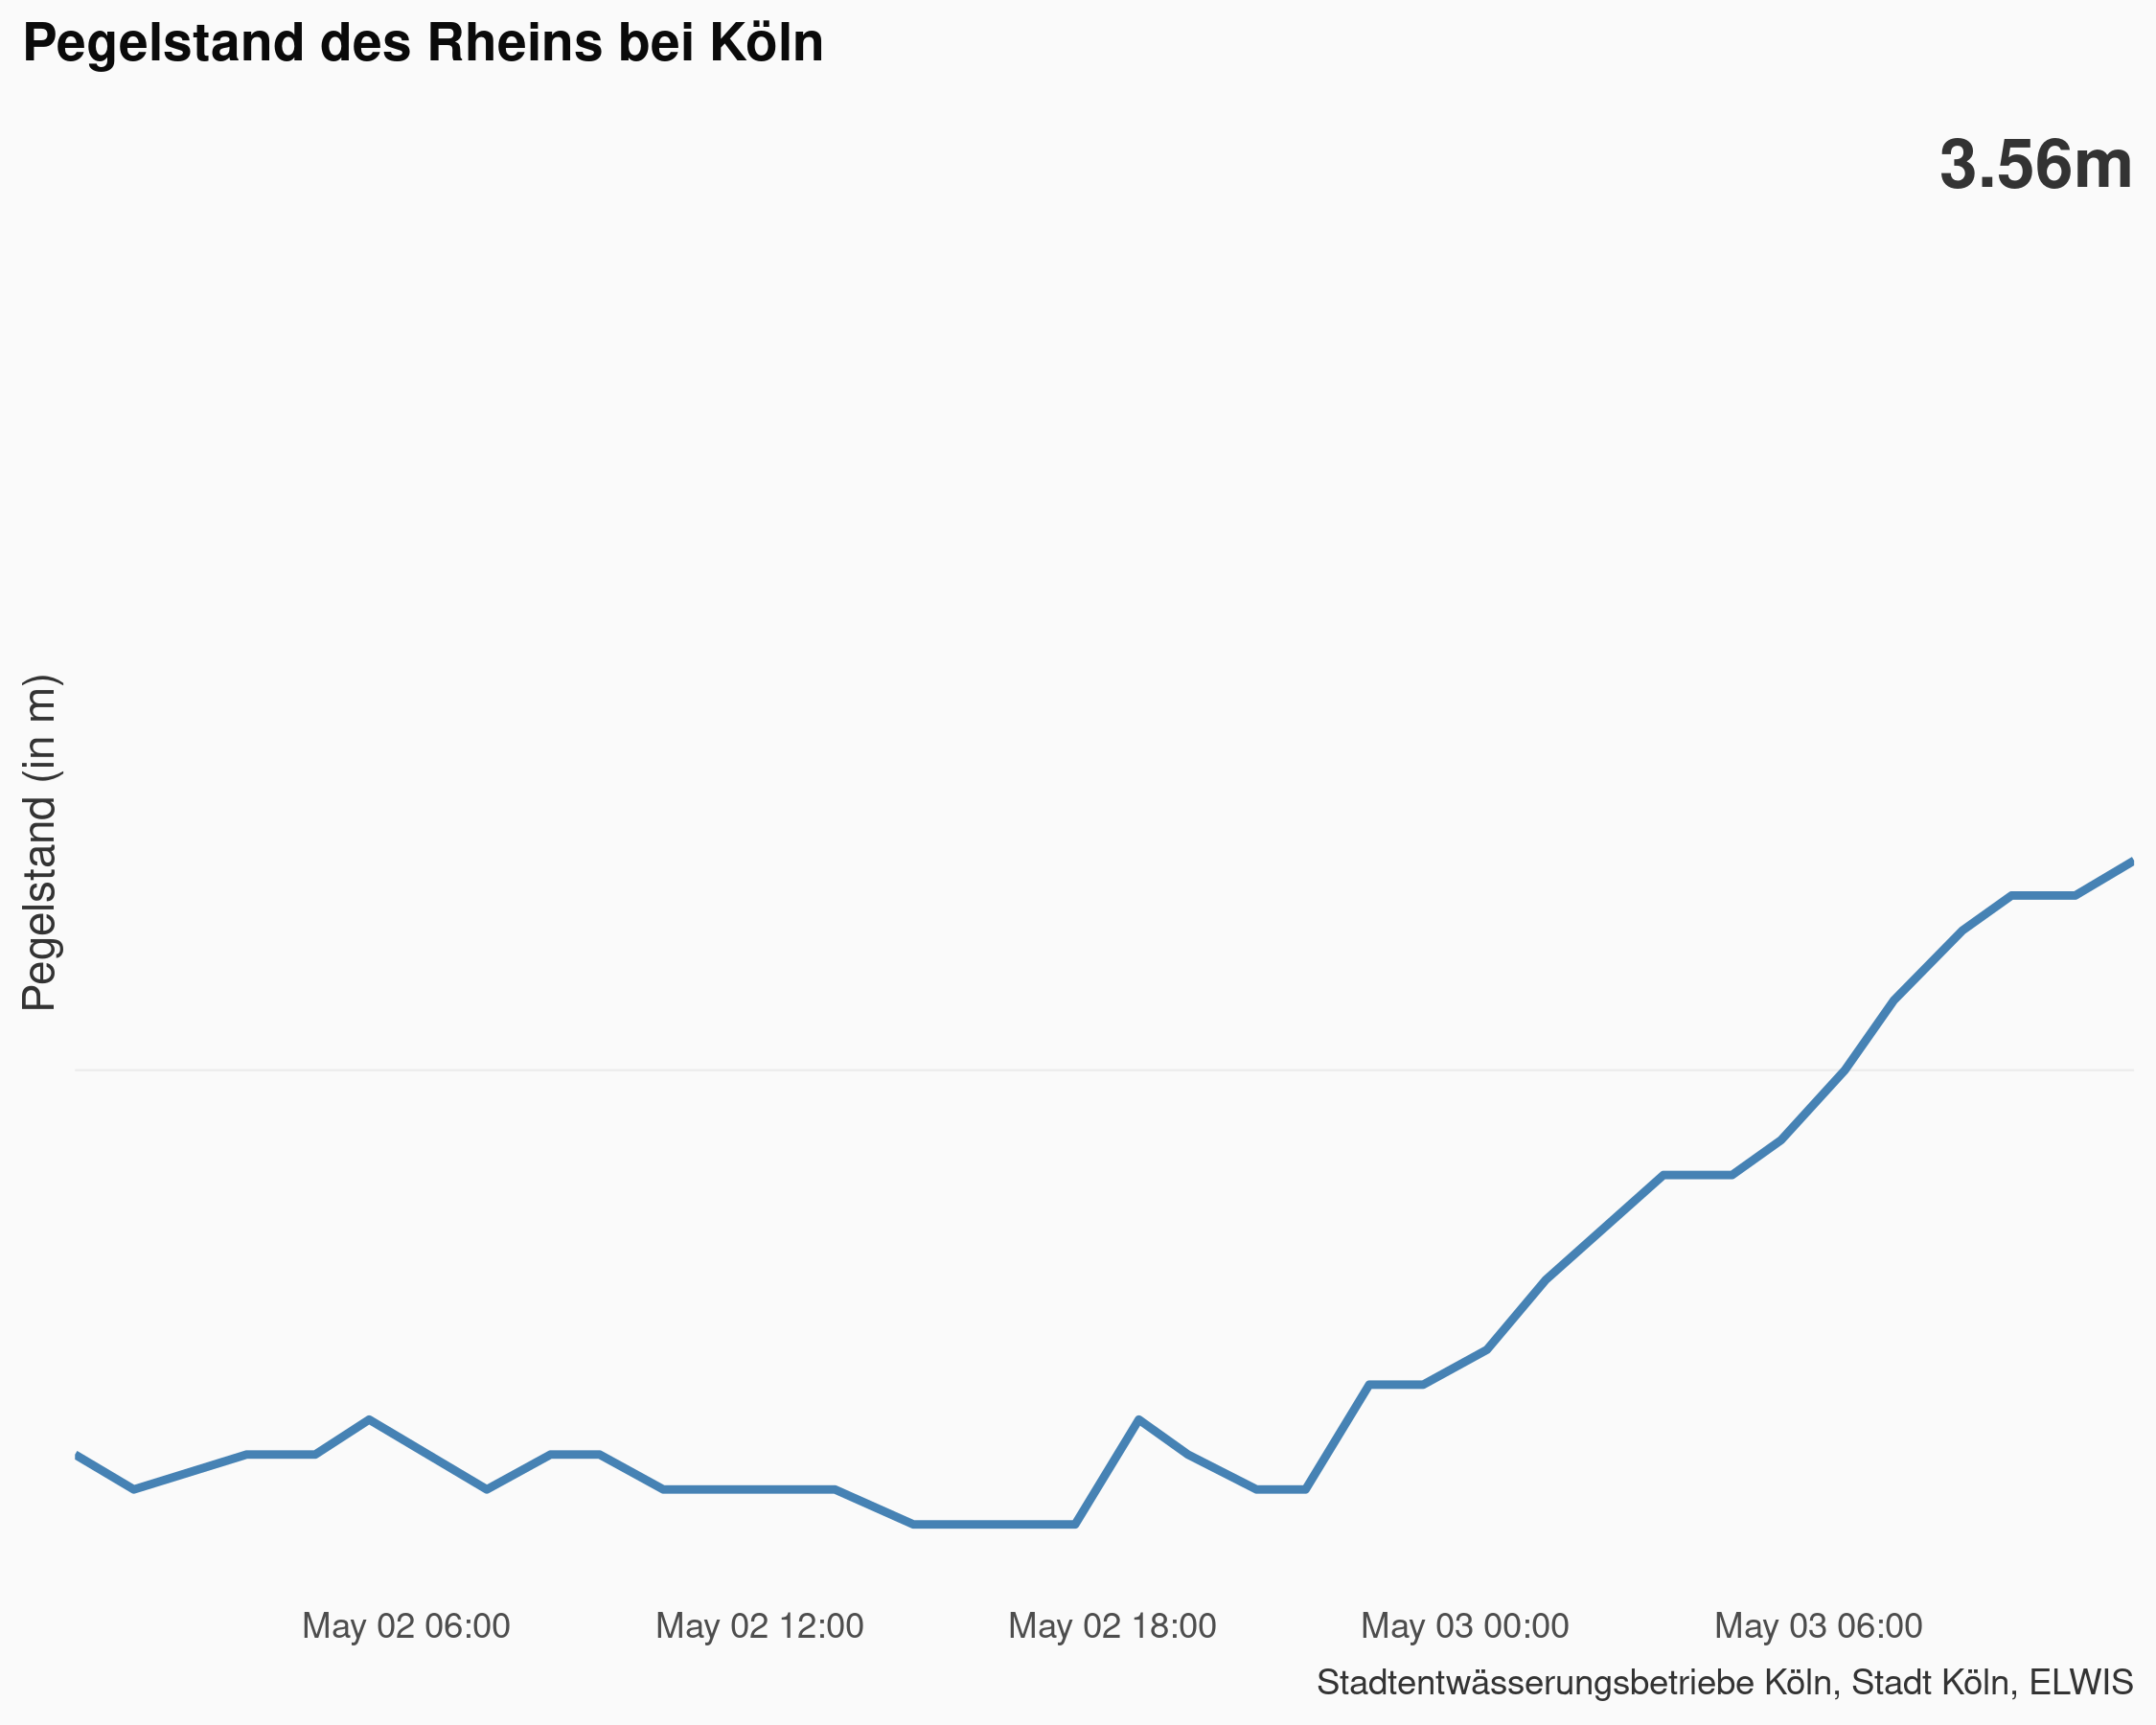 Pegelstand des Rheins bei Köln
3.56m
Pegelstand (in m)
May 02 06:00 May 02 12:00 May 02 18:00 May 03 00:00 May 03 06:00
Stadtentwässerungsbetriebe Köln, Stadt Köln, ELWIS